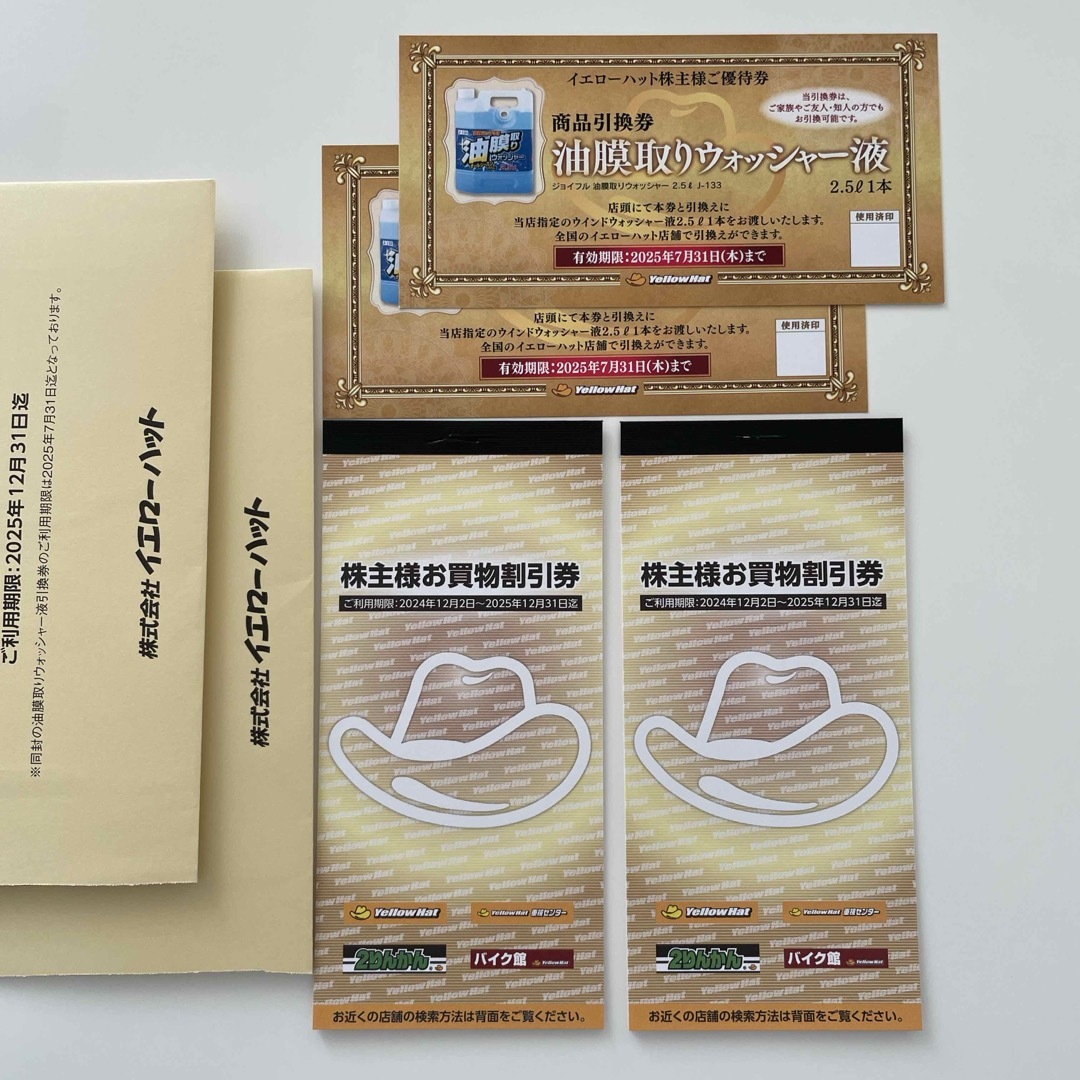 イエローハット株主様ご優待券
当引換券は、
ご家族やご友人・知人の方でも
お引換可能です。
商品引換券
油膜取りウォッシャー液
油膜取り
ウォッシャー
ジョイフル 油膜取りウォッシャー 2.5ℓ J-133
2.5ℓ 1本
店頭にて本券と引換えに
当店指定のウインドウォッシャー液2.5ℓ1本をお渡しいたします。
全国のイエローハット店舗で引換えができます。
使用済印
有効期限:2025年7月31日(木)まで
YellowHat
油
店頭にて本券と引換えに
当店指定のウインドウォッシャー液2.5ℓ1本をお渡しいたします。
全国のイエローハット店舗で引換えができます。
使用済印
有効期限:2025年7月31日(木)まで
YellowHat
ご利用期限:2025年12月31日迄
※同封の油膜取りウォッシャー液引換券のご利用期限は2025年7月31日迄となっております。
株式会社 イエローハット
株式会社 イエローハット
株主様お買物割引券
ご利用期間:2024年12月2日~2025年12月31日迄
YellowHat
YellowHat 車検センター
2りんかん
バイク館 YellowHat
お近くの店舗の検索方法は背面をご覧ください。
株主様お買物割引券
ご利用期間:2024年12月2日~2025年12月31日迄
YellowHat
YellowHat 車検センター
2りんかん
バイク館 YellowHat
お近くの店舗の検索方法は背面をご覧ください。